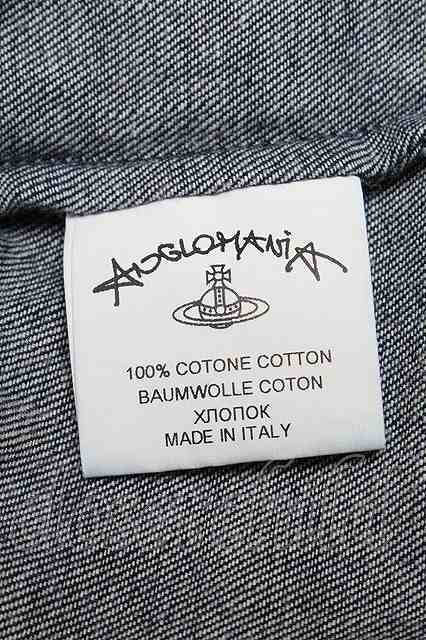 ANGLOMANIA
100% COTONE COTTON
BAUMWOLLE COTON
ХЛОПОК
MADE IN ITALY